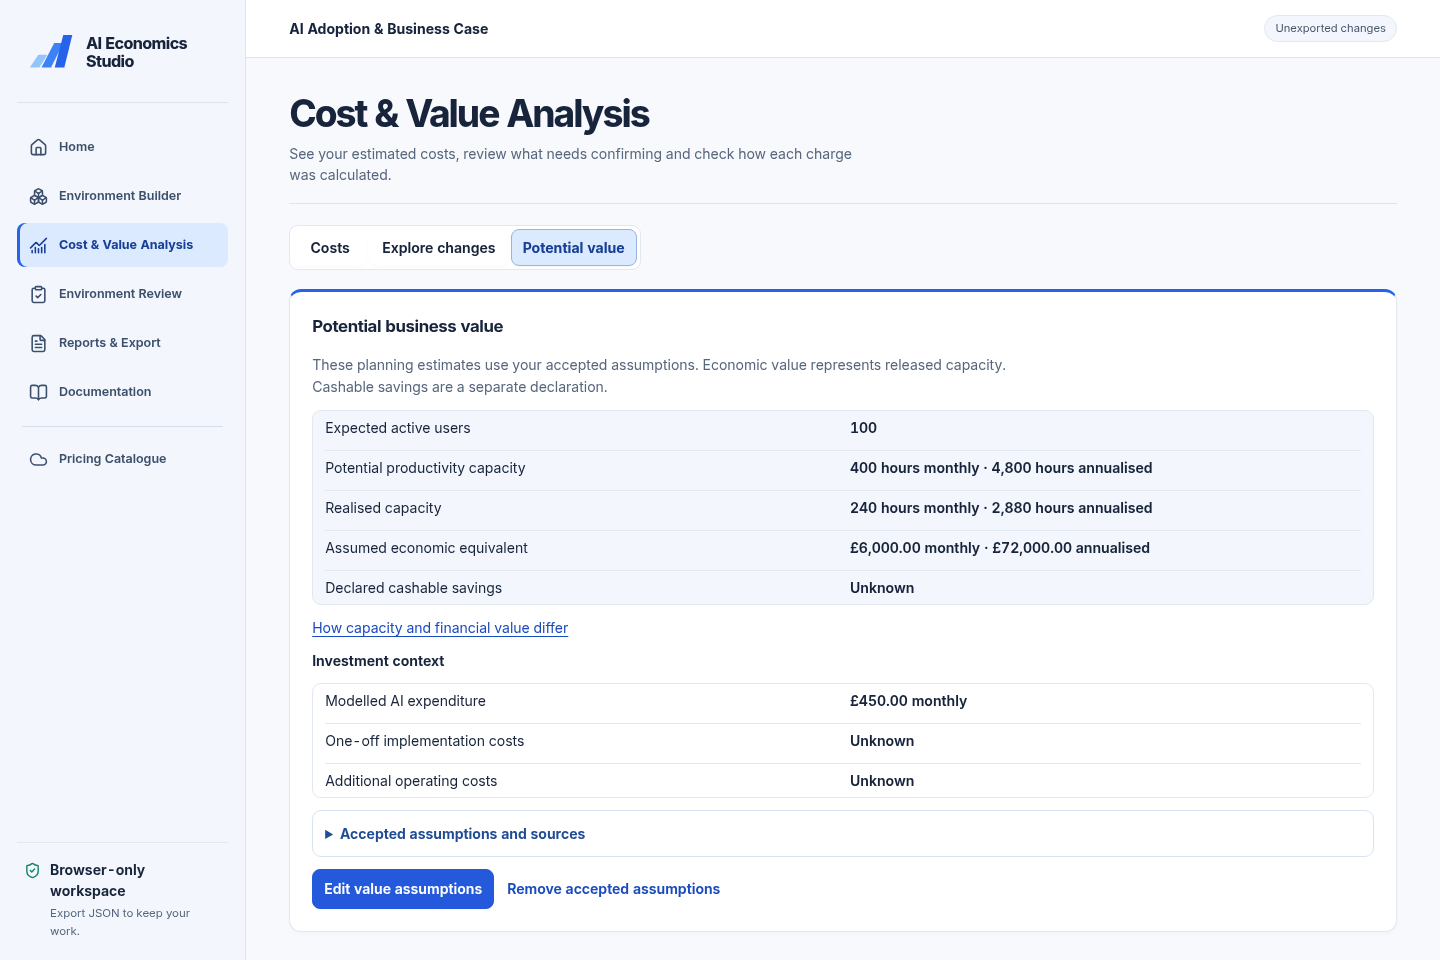 AI Economics
Studio
Home
Environment Builder
Cost & Value Analysis
Environment Review
Reports & Export
Documentation
Pricing Catalogue
Browser-only
workspace
Export JSON to keep your
work.
AI Adoption & Business Case
Unexported changes
Cost & Value Analysis
See your estimated costs, review what needs confirming and check how each charge
was calculated.
Costs
Explore changes
Potential value
Potential business value
These planning estimates use your accepted assumptions. Economic value represents released capacity.
Cashable savings are a separate declaration.
Expected active users 100
Potential productivity capacity 400 hours monthly · 4,800 hours annualised
Realised capacity 240 hours monthly · 2,880 hours annualised
Assumed economic equivalent £6,000.00 monthly · £72,000.00 annualised
Declared cashable savings Unknown
How capacity and financial value differ
Investment context
Modelled AI expenditure £450.00 monthly
One-off implementation costs Unknown
Additional operating costs Unknown
Accepted assumptions and sources
Edit value assumptions
Remove accepted assumptions